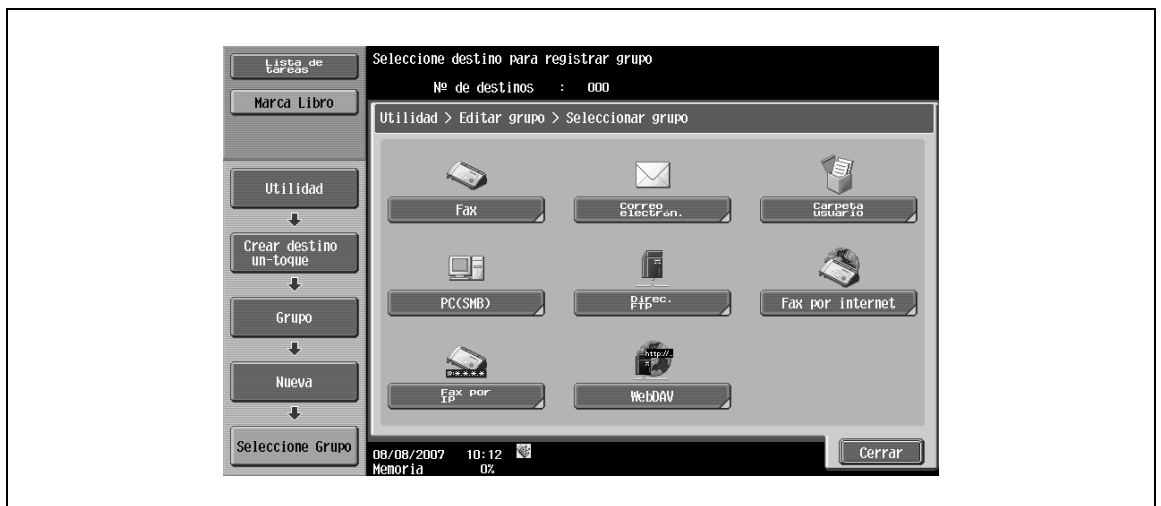 Lista de
tareas
Marca Libro
Utilidad
Crear destino
un-toque
Grupo
Nueva
Seleccione Grupo
Seleccione destino para registrar grupo
Nº de destinos : 000
Utilidad > Editar grupo > Seleccionar grupo
Fax
Correo
electrón.
Carpeta
usuario
PC(SMB)
Direc.
FTP
Fax por internet
Fax por
IP
http://
WebDAV
08/08/2007 10:12
Memoria 0%
Cerrar